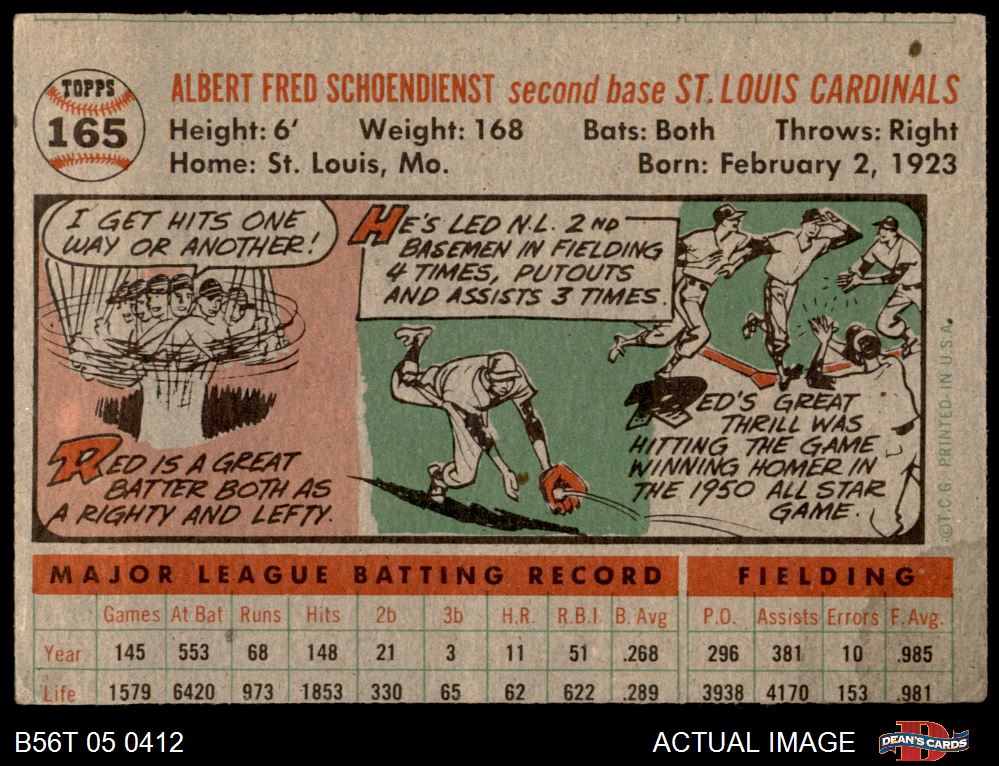 TOPPS
165
ALBERT FRED SCHOENDIENST second base ST. LOUIS CARDINALS
Height: 6' Weight: 168 Bats: Both Throws: Right
Home: St. Louis, Mo. Born: February 2, 1923
I GET HITS ONE
WAY OR ANOTHER!
RED IS A GREAT
BATTER BOTH AS
A RIGHTY AND LEFTY.
HE'S LED N.L. 2ND
BASEMEN IN FIELDING
4 TIMES, PUTOUTS
AND ASSISTS 3 TIMES.
RED'S GREAT
THRILL WAS
HITTING THE GAME
WINNING HOMER IN
THE 1950 ALL STAR
GAME.
©T.C.G. PRINTED IN U.S.A.
MAJOR LEAGUE BATTING RECORD FIELDING
Games At Bat Runs Hits 2b 3b H.R. R.B.I. B. Avg P.O. Assists Errors F. Avg.
Year 145 553 68 148 21 3 11 51 .268 296 381 10 .985
Life 1579 6420 973 1853 330 65 62 622 .289 3938 4170 153 .981
B56T 05 0412 ACTUAL IMAGE
D
DEAN'S CARDS